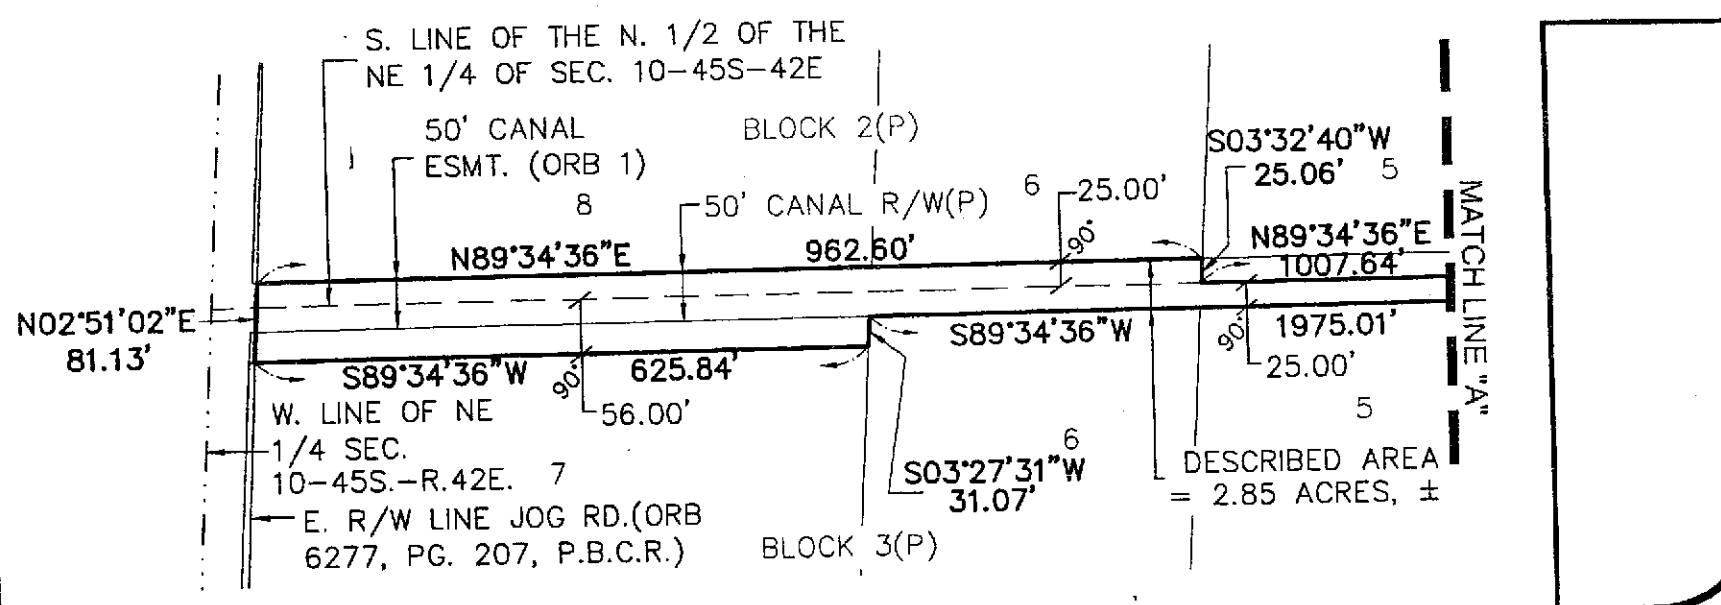 S. LINE OF THE N. 1/2 OF THE
NE 1/4 OF SEC. 10-45S-42E
50' CANAL
ESMT. (ORB 1)
BLOCK 2(P)
S03°32'40"W
25.06'
5
8
50' CANAL R/W(P)
6
25.00'
90°
N89°34'36"E
962.60'
N89°34'36"E
1007.64'
MATCH LINE "A"
N02°51'02"E
81.13'
S89°34'36"W
625.84'
90°
56.00'
S89°34'36"W
1975.01'
90°
25.00'
5
W. LINE OF NE
1/4 SEC.
10-45S.-R.42E.
7
6
S03°27'31"W
31.07'
DESCRIBED AREA
= 2.85 ACRES, ±
E. R/W LINE JOG RD.(ORB
6277, PG. 207, P.B.C.R.)
BLOCK 3(P)